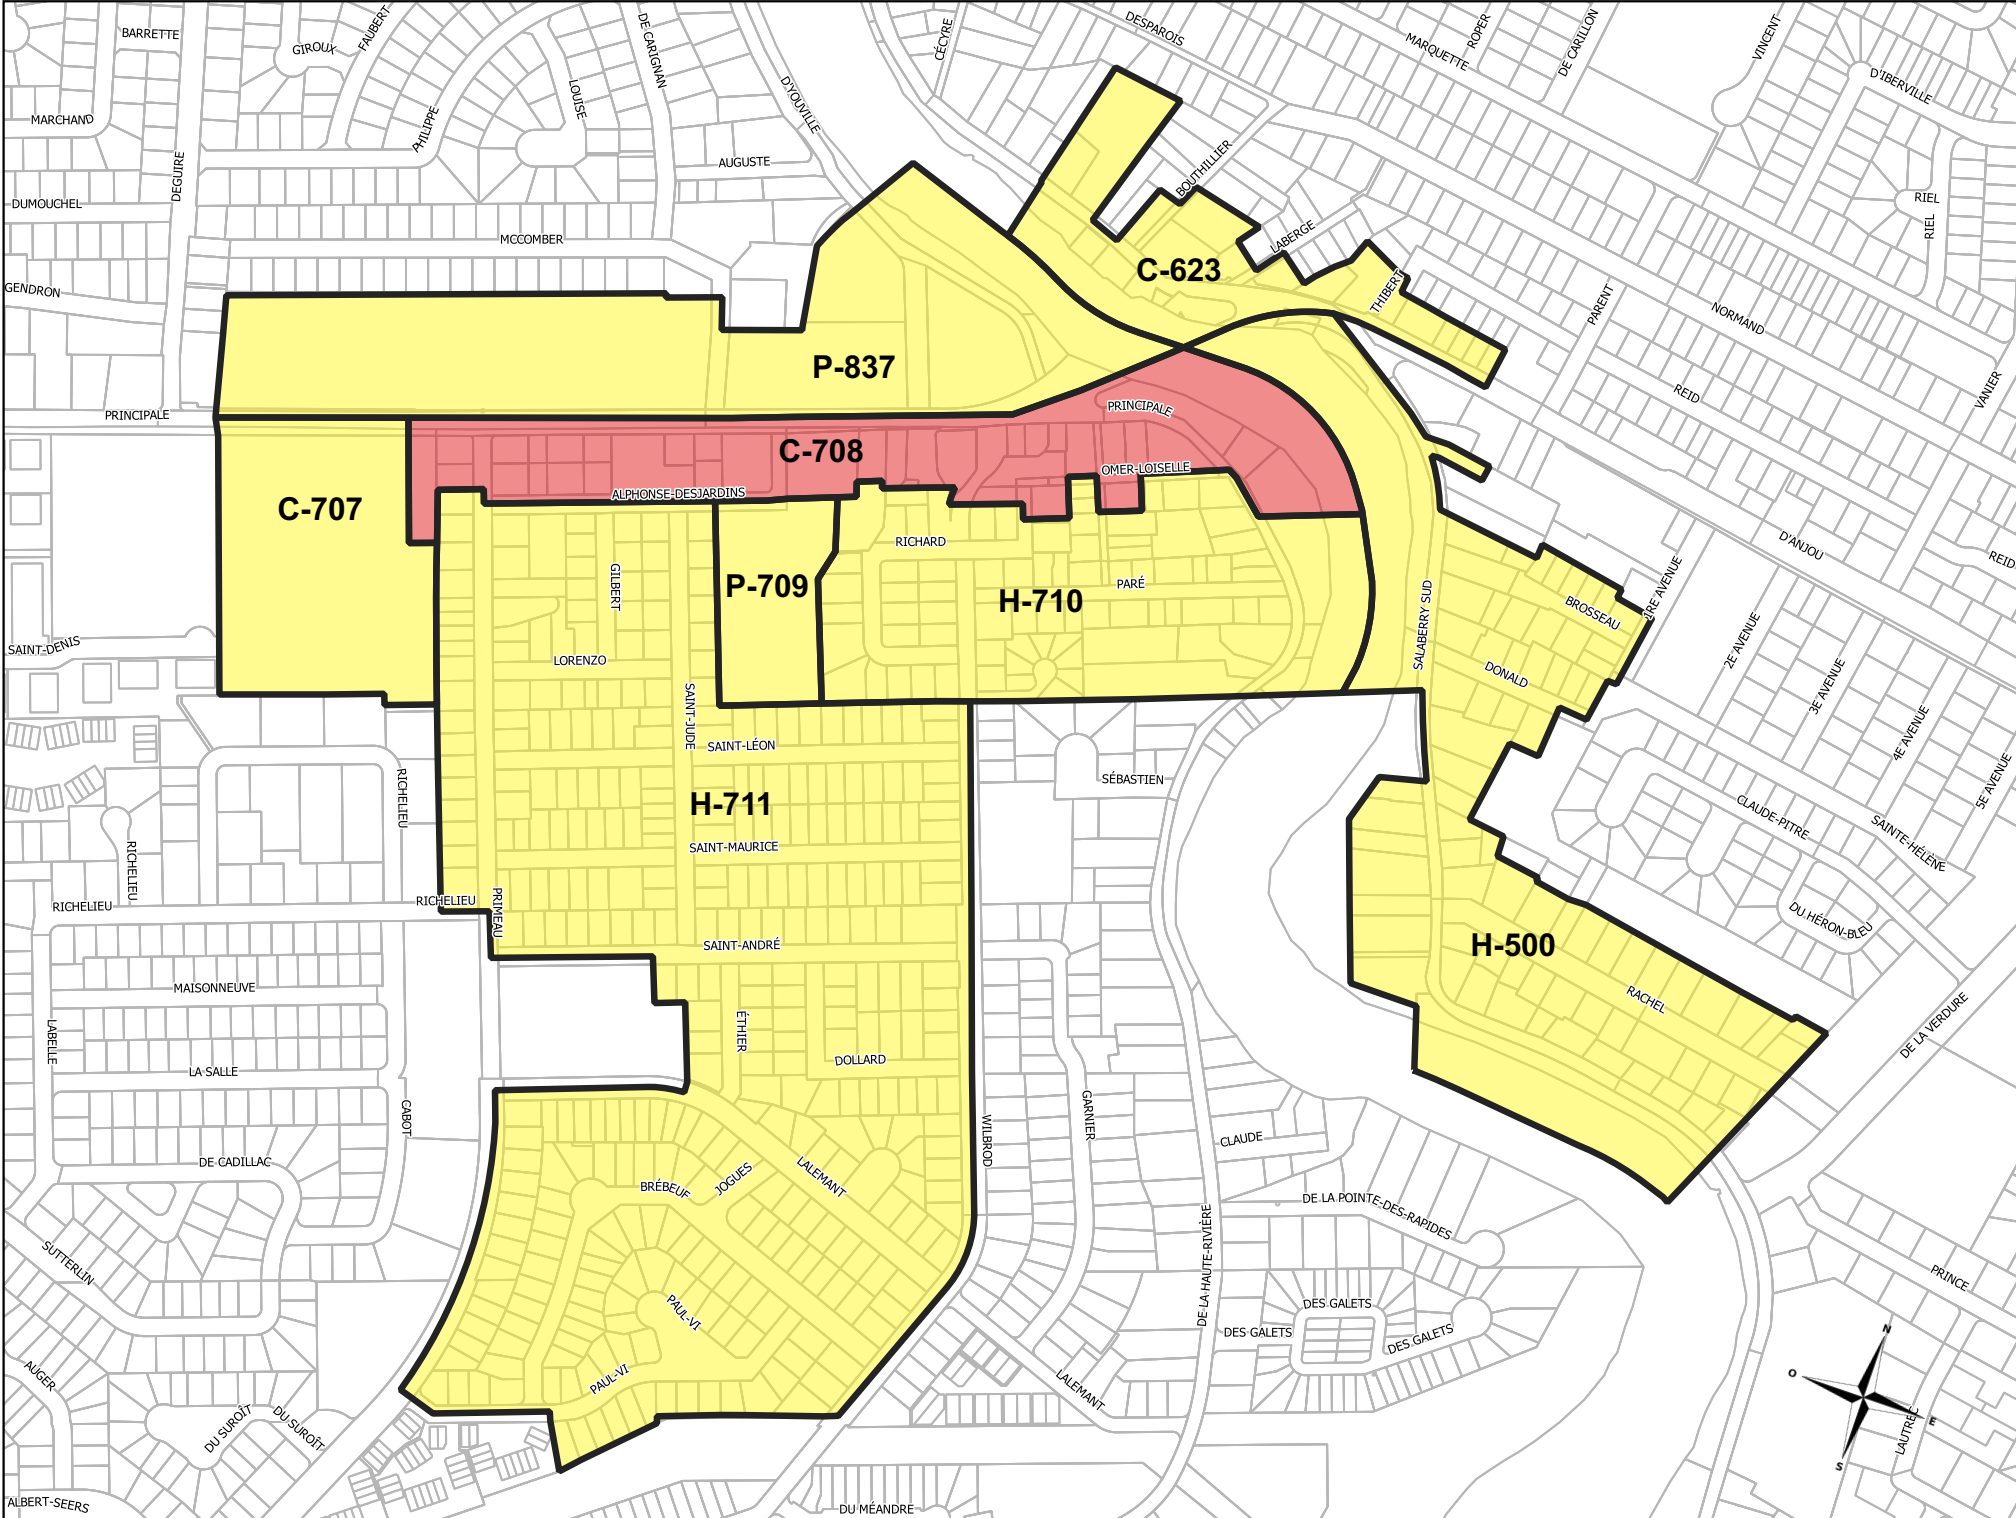 BARRETTE
GIROUX
FAUBERT
DE CARIGNAN
CÉCYRE
DESPAROIS
MARQUETTE
ROPER
DE CARILLON
VINCENT
D'IBERVILLE
LOUISE
D'YOUVILLE
MARCHAND
PHILIPPE
AUGUSTE
DEGUIRE
BOUTHILLIER
DUMOUCHEL
RIEL
RIEL
MCCOMBER
LABERGE
C-623
THIBERT
GENDRON
PARENT
NORMAND
P-837
REID
VANIER
PRINCIPALE
PRINCIPALE
C-708
OMER-LOISELLE
ALPHONSE-DESJARDINS
C-707
RICHARD
D'ANJOU
REID
GILBERT
P-709
PARÉ
H-710
SALABERRY SUD
BROSSEAU
1RE AVENUE
2E AVENUE
SAINT-DENIS
LORENZO
DONALD
3E AVENUE
SAINT-JUDE
SAINT-LÉON
4E AVENUE
5E AVENUE
SÉBASTIEN
RICHELIEU
H-711
CLAUDE-PITRE
SAINTE-HÉLÈNE
SAINT-MAURICE
RICHELIEU
RICHELIEU
RICHELIEU
PRIMEAU
DU HÉRON-BLEU
SAINT-ANDRÉ
H-500
MAISONNEUVE
RACHEL
LABELLE
ÉTHIER
DE LA VERDURE
DOLLARD
LA SALLE
CABOT
GARNIER
WILBROD
CLAUDE
DE CADILLAC
BRÉBEUF
JOGUES
LALEMANT
DE LA POINTE-DES-RAPIDES
DE LA HAUTE-RIVIÈRE
SUTTERLIN
PRINCE
PAUL-VI
DES GALETS
DES GALETS
DES GALETS
N
O
E
S
AUGER
PAUL-VI
LALEMANT
DU SUROÎT
DU SUROÎT
LAUTREC
ALBERT-SEERS
DU MÉANDRE